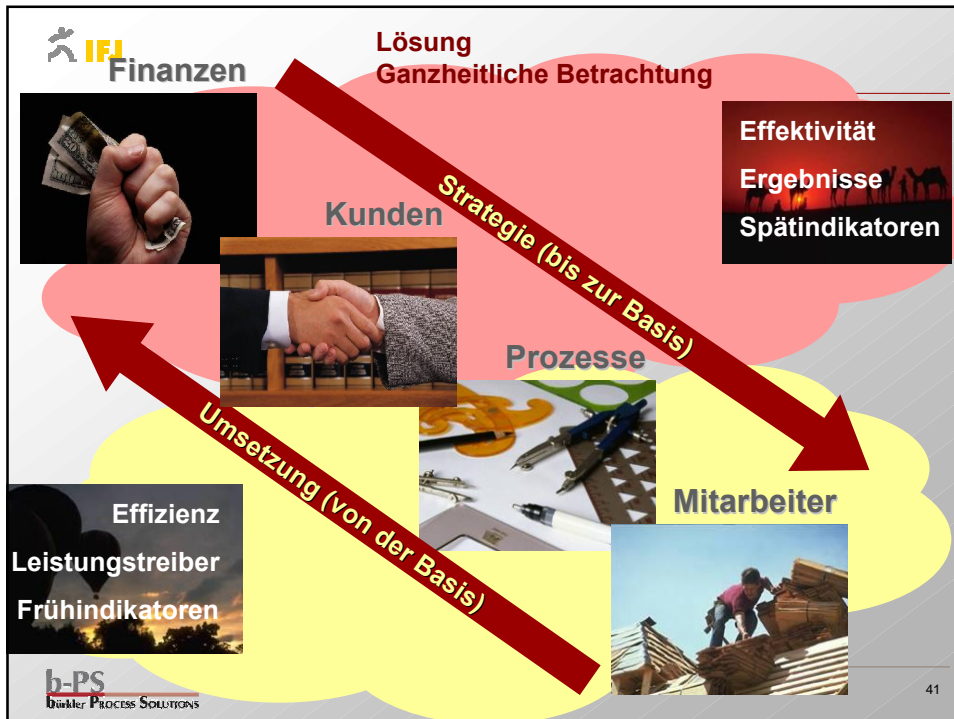 IFJ
Lösung
Ganzheitliche Betrachtung
Finanzen
Effektivität
Ergebnisse
Spätindikatoren
Kunden
Strategie (bis zur Basis)
Prozesse
Umsetzung (von der Basis)
Mitarbeiter
Effizienz
Leistungstreiber
Frühindikatoren
b-PS
bürkler PROCESS SOLUTIONS
41